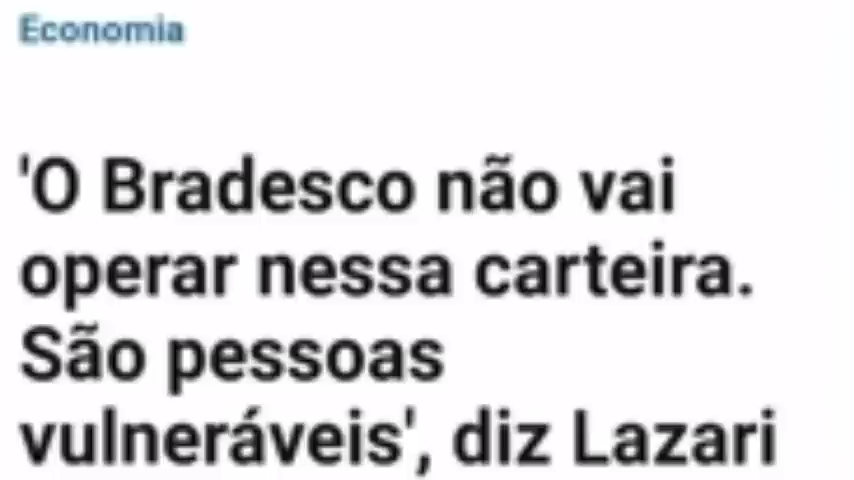 Economia
'O Bradesco não vai
operar nessa carteira.
São pessoas
vulneráveis', diz Lazari